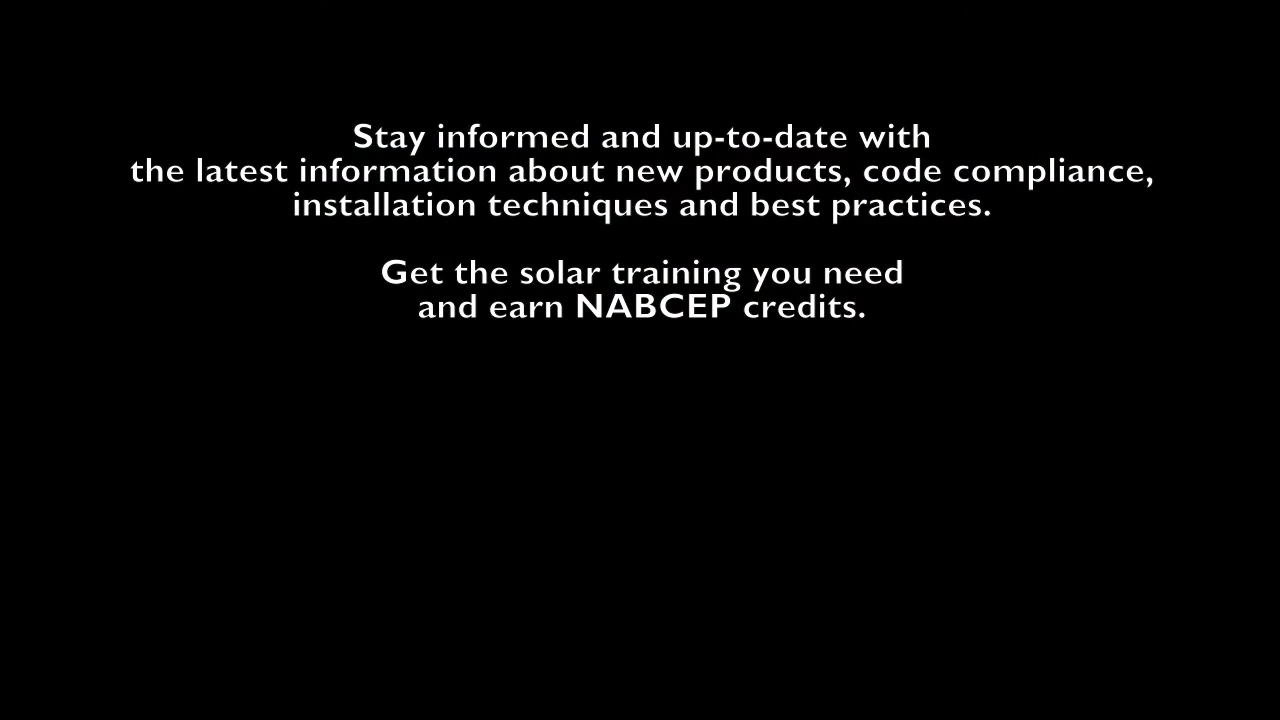 Stay informed and up-to-date with
the latest information about new products, code compliance,
installation techniques and best practices.
Get the solar training you need
and earn NABCEP credits.